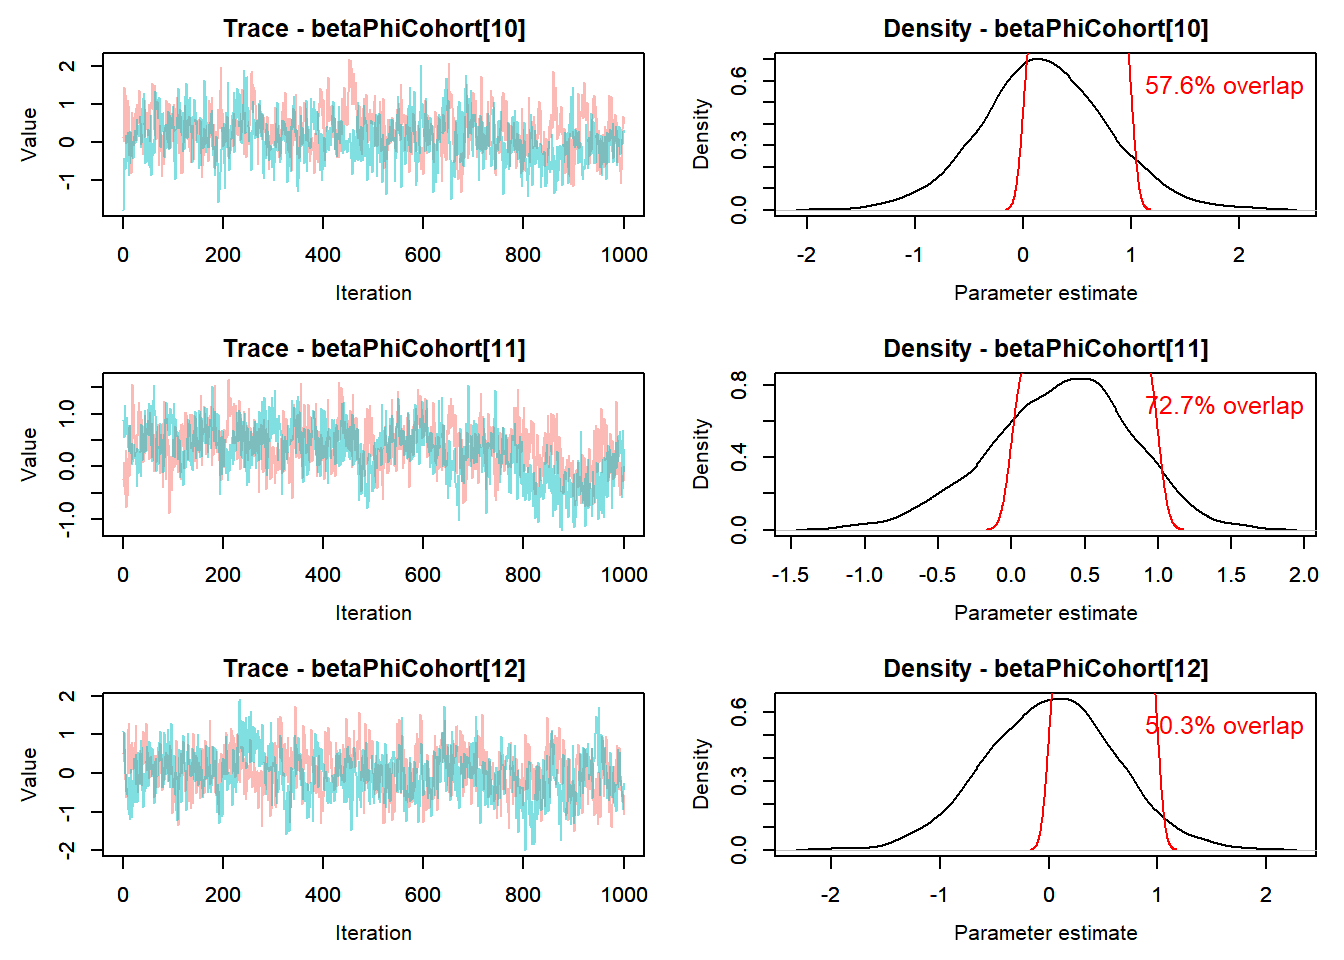 Trace - betaPhiCohort[10]
Value
2
1
0
-1
0 200 400 600 800 1000
Iteration
Density - betaPhiCohort[10]
Density
0.6
0.3
0.0
57.6% overlap
-2 -1 0 1 2
Parameter estimate
Trace - betaPhiCohort[11]
Value
1.0
0.0
-1.0
0 200 400 600 800 1000
Iteration
Density - betaPhiCohort[11]
Density
0.8
0.4
0.0
72.7% overlap
-1.5 -1.0 -0.5 0.0 0.5 1.0 1.5 2.0
Parameter estimate
Trace - betaPhiCohort[12]
Value
2
1
0
-1
-2
0 200 400 600 800 1000
Iteration
Density - betaPhiCohort[12]
Density
0.6
0.3
0.0
50.3% overlap
-2 -1 0 1 2
Parameter estimate